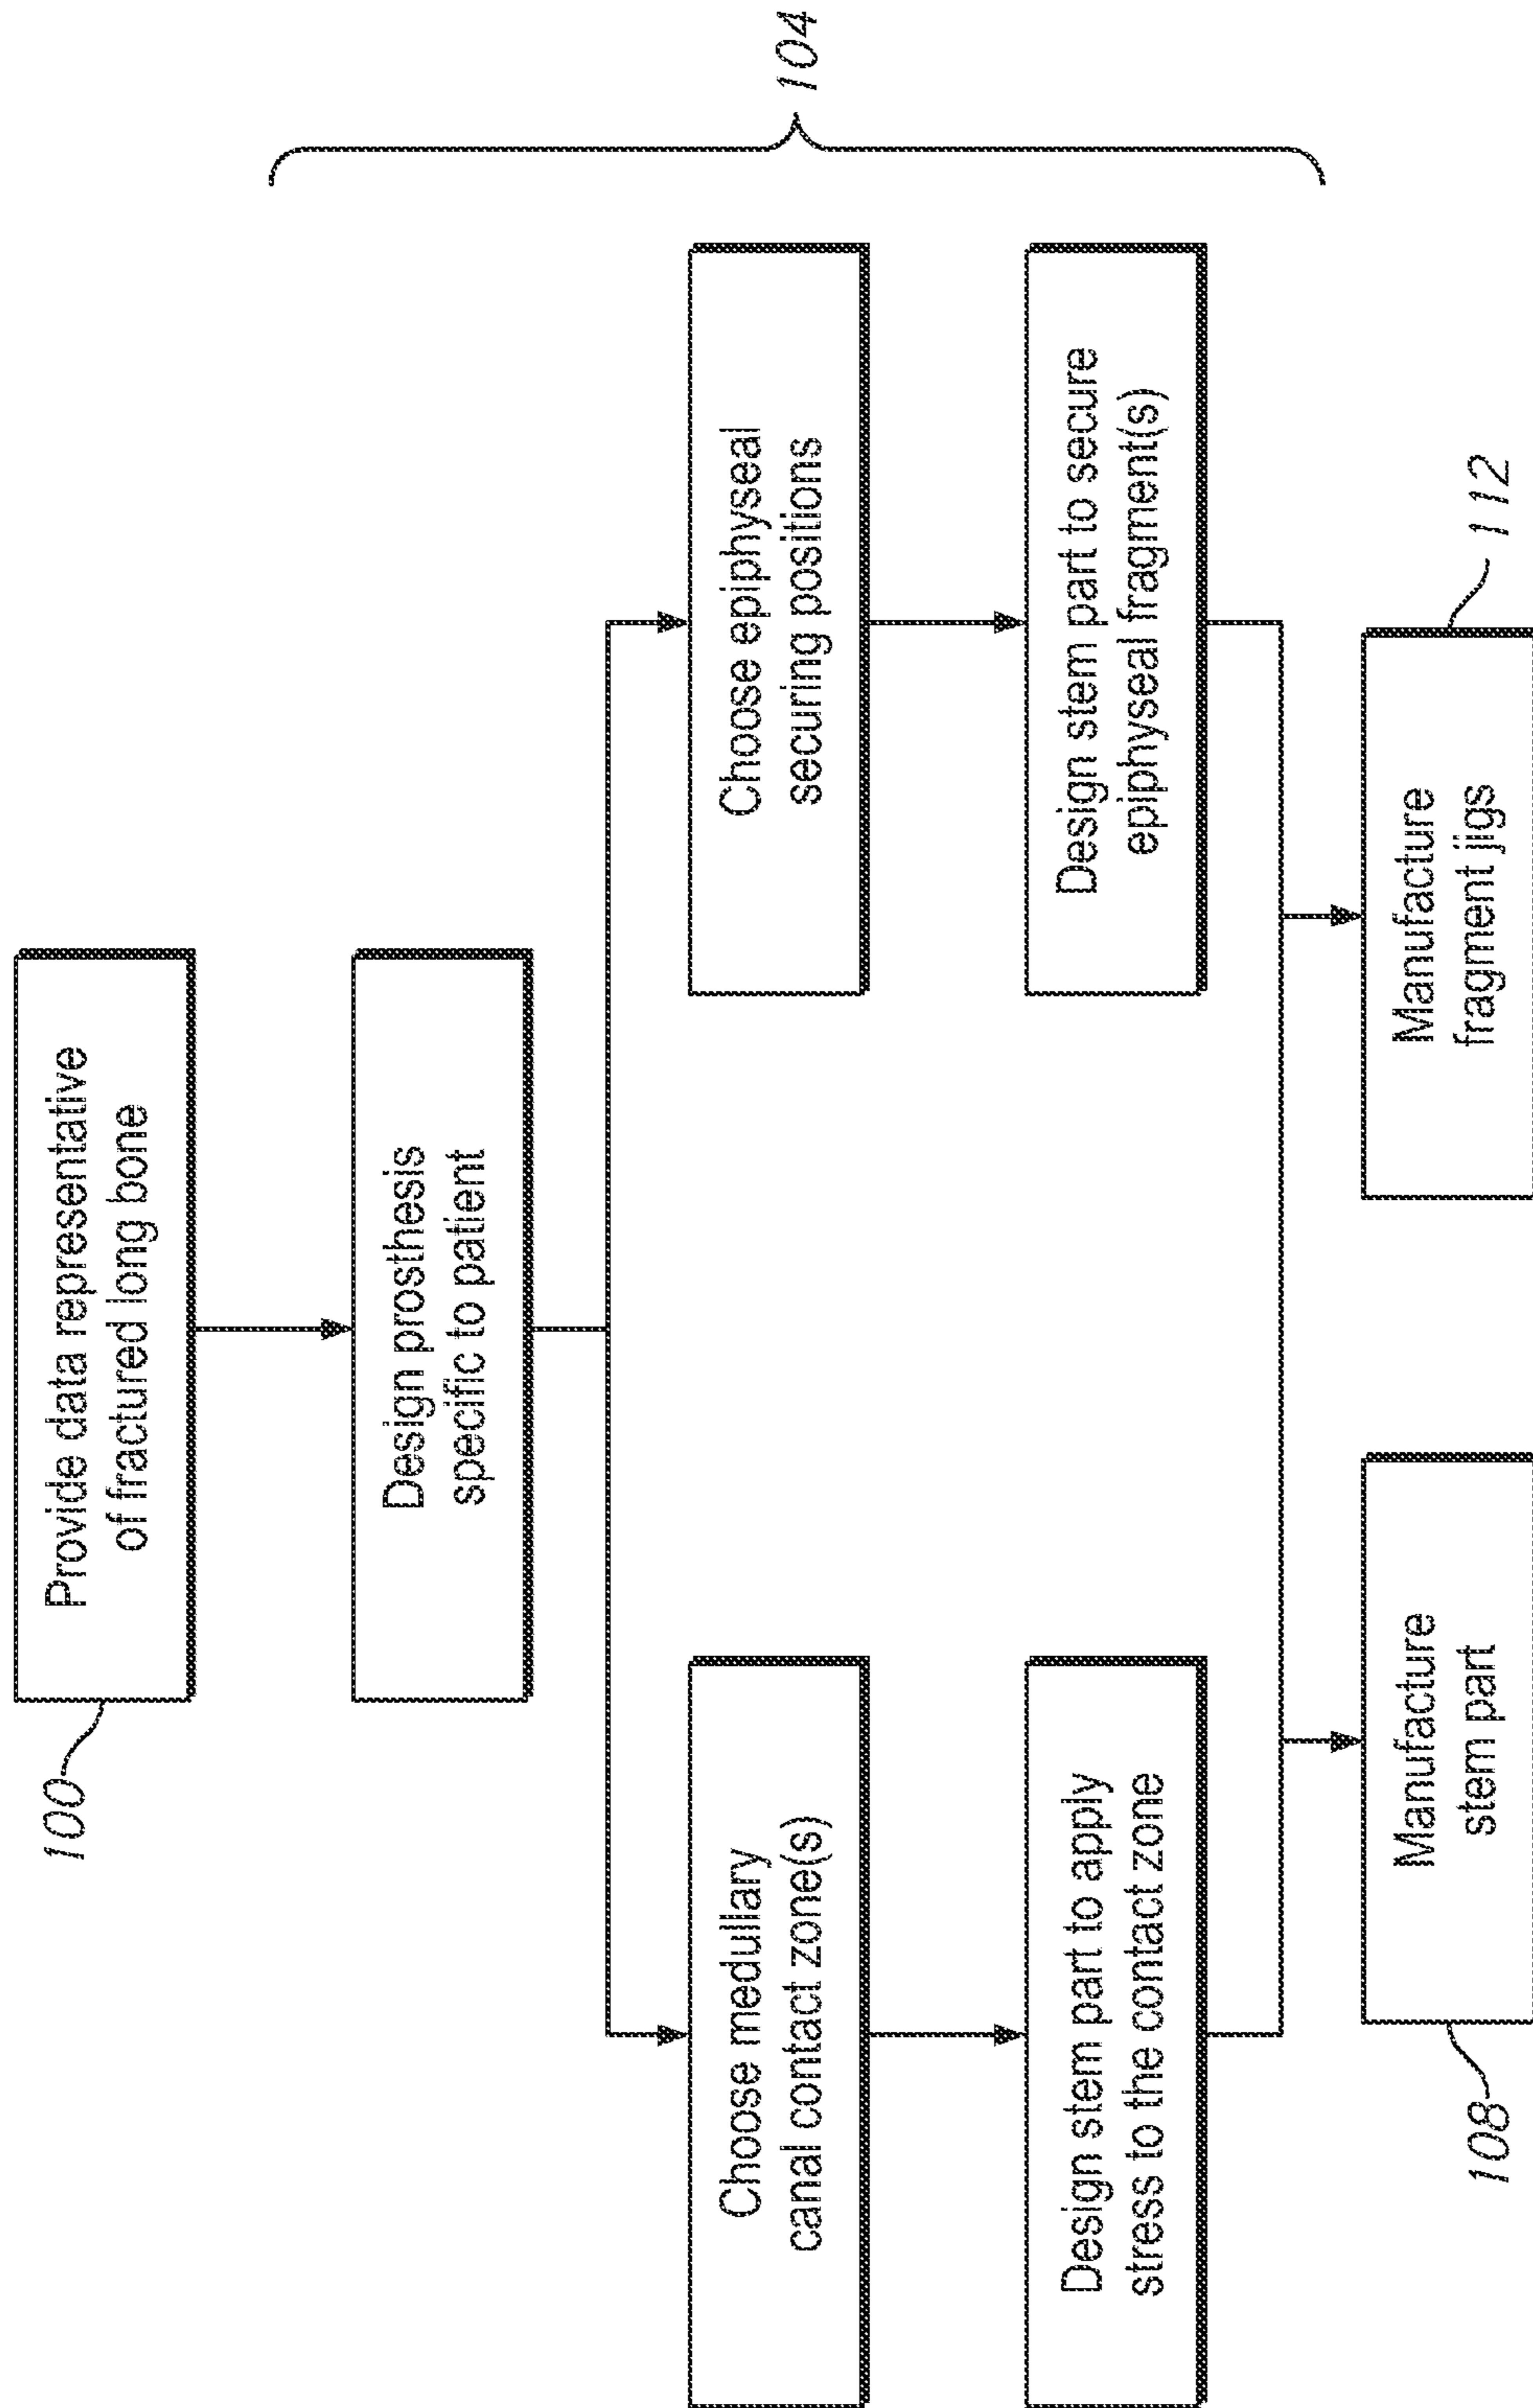 100
Provide data representative
of fractured long bone
Design prosthesis
specific to patient
104
Choose medullary
canal contact zone(s)
Choose epiphyseal
securing positions
Design stem part to apply
stress to the contact zone
Design stem part to secure
epiphyseal fragment(s)
108
Manufacture
stem part
Manufacture
fragment jigs
112